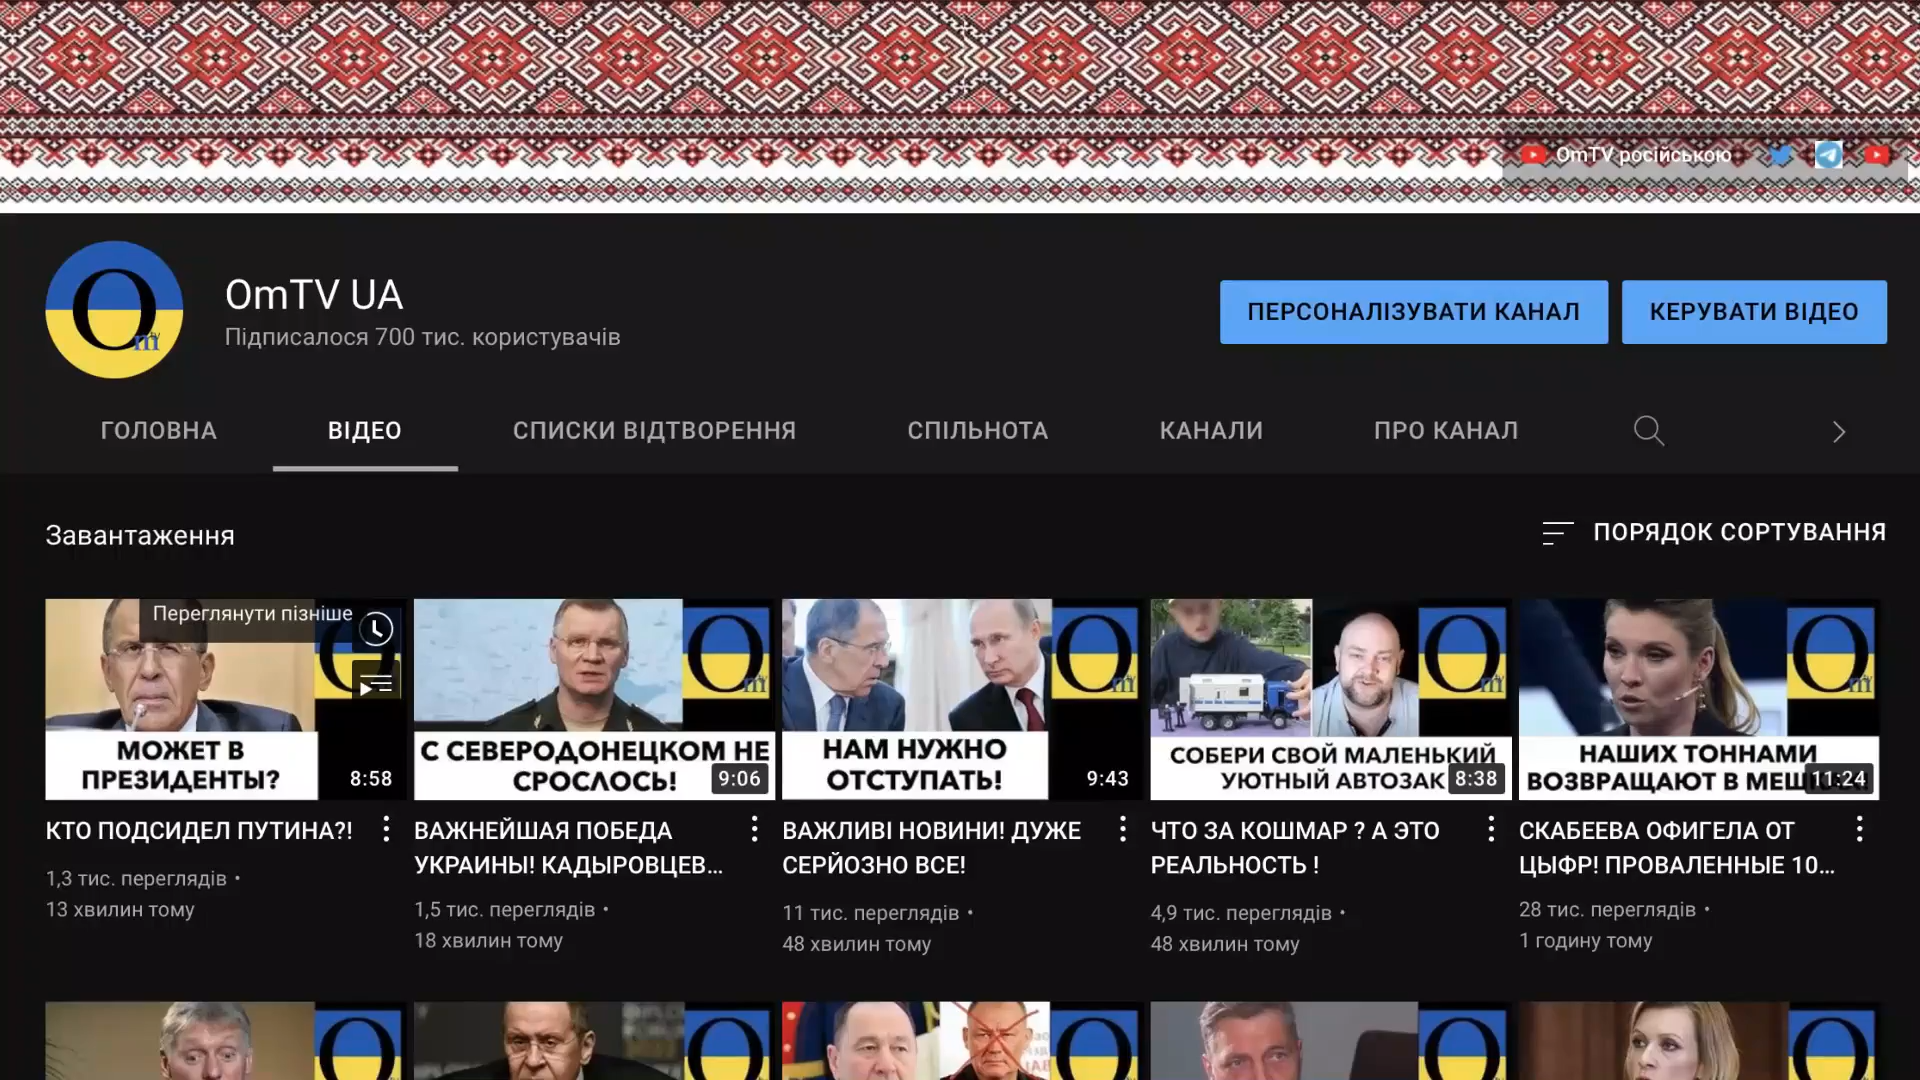 OmTV російською
OmTV UA
Підписалося 700 тис. користувачів
ПЕРСОНАЛІЗУВАТИ КАНАЛ
КЕРУВАТИ ВІДЕО
ГОЛОВНА
ВІДЕО
СПИСКИ ВІДТВОРЕННЯ
СПІЛЬНОТА
КАНАЛИ
ПРО КАНАЛ
Завантаження
ПОРЯДОК СОРТУВАННЯ
Переглянути пізніше
МОЖЕТ В
ПРЕЗИДЕНТЫ?
8:58
КТО ПОДСИДЕЛ ПУТИНА?!
1,3 тис. переглядів •
13 хвилин тому
С СЕВЕРОДОНЕЦКОМ НЕ
СРОСЛОСЬ!
9:06
ВАЖНЕЙШАЯ ПОБЕДА
УКРАИНЫ! КАДЫРОВЦЕВ...
1,5 тис. переглядів •
18 хвилин тому
НАМ НУЖНО
ОТСТУПАТЬ!
9:43
ВАЖЛИВІ НОВИНИ! ДУЖЕ
СЕРЙОЗНО ВСЕ!
11 тис. переглядів •
48 хвилин тому
СОБЕРИ СВОЙ МАЛЕНЬКИЙ
УЮТНЫЙ АВТОЗАК
8:38
ЧТО ЗА КОШМАР ? А ЭТО
РЕАЛЬНОСТЬ !
4,9 тис. переглядів •
48 хвилин тому
НАШИХ ТОННАМИ
ВОЗВРАЩАЮТ В
11:24
СКАБЕЕВА ОФИГЕЛА ОТ
ЦЫФР! ПРОВАЛЕННЫЕ 10...
28 тис. переглядів •
1 годину тому